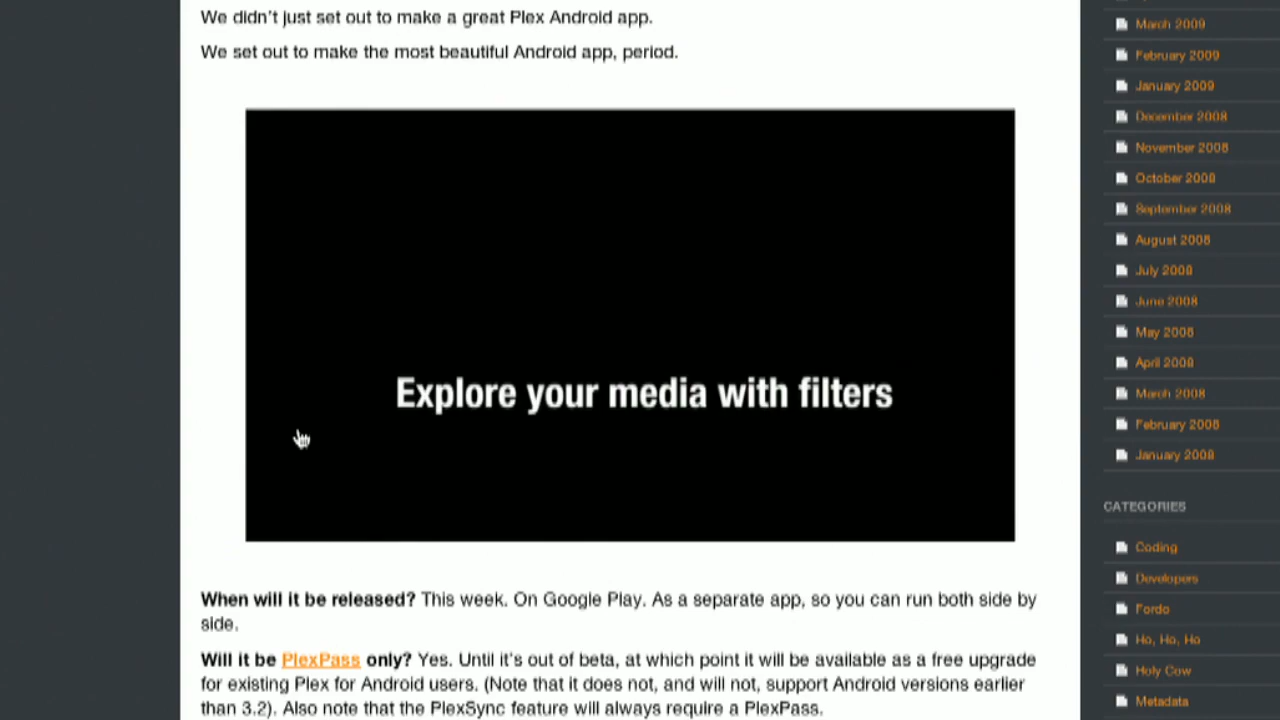 We didn't just set out to make a great Plex Android app.
We set out to make the most beautiful Android app, period.
Explore your media with filters
When will it be released? This week. On Google Play. As a separate app, so you can run both side by
side.
Will it be PlexPass only? Yes. Until it's out of beta, at which point it will be available as a free upgrade
for existing Plex for Android users. (Note that it does not, and will not, support Android versions earlier
than 3.2). Also note that the PlexSync feature will always require a PlexPass.
March 2009
February 2009
January 2009
December 2008
November 2008
October 2008
September 2008
August 2008
July 2008
June 2008
May 2008
April 2008
March 2008
February 2008
January 2008
CATEGORIES
Coding
Developers
Fordo
Ho, Ho, Ho
Holy Cow
Metadata